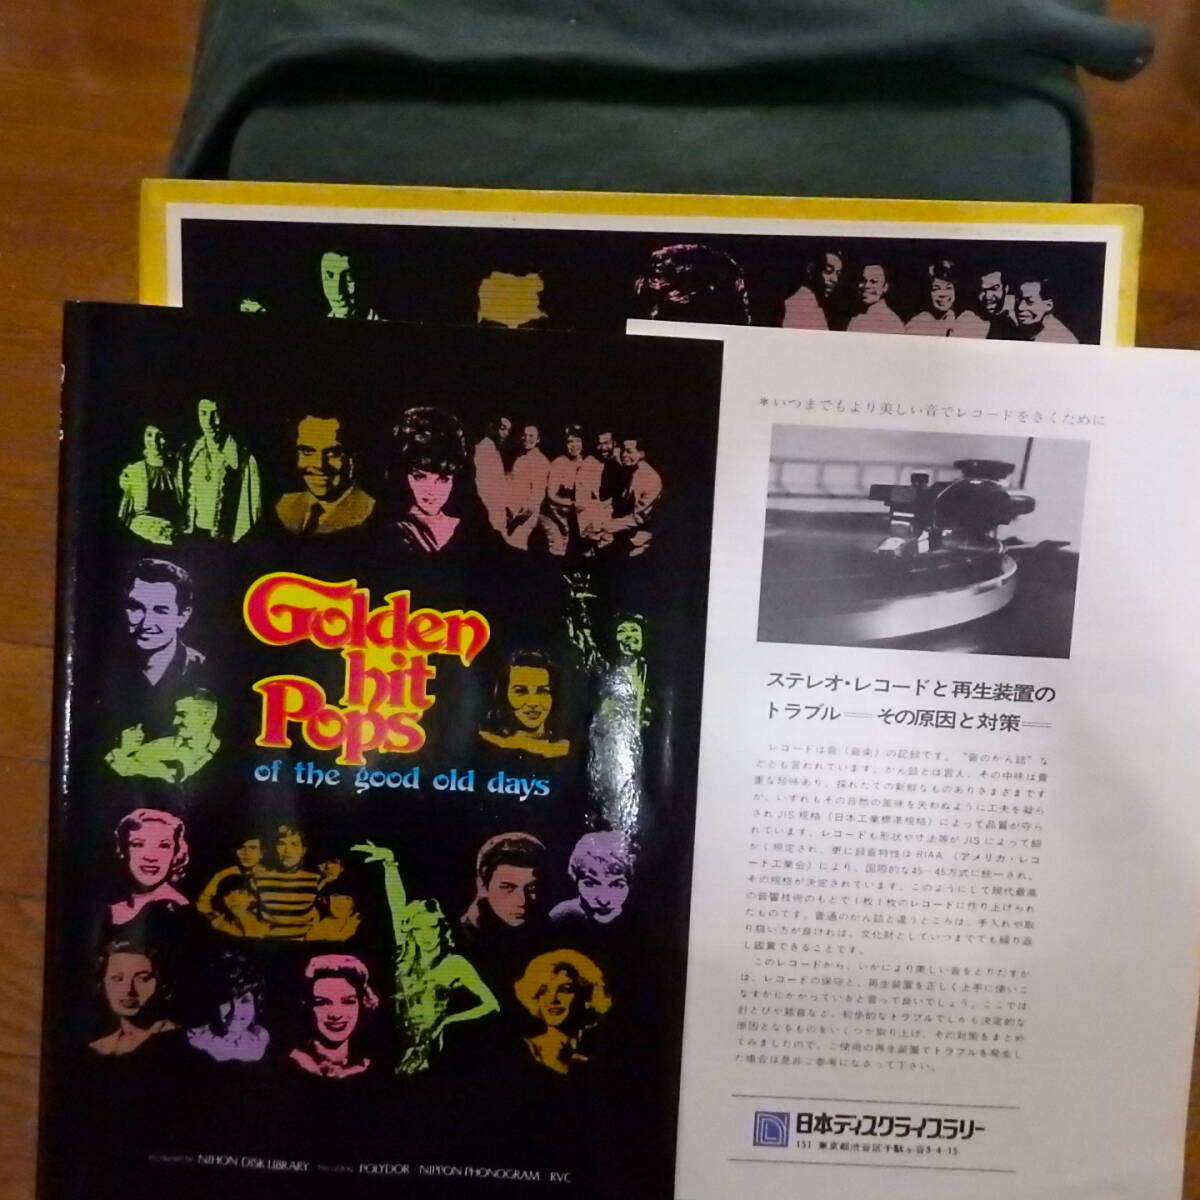 Golden
hit
Pops
of the good old days
NIHON DISK LIBRARY
POLYDOR / NIPPON PHONOGRAM / RVC
*いつまでもより美しい音でレコードをきくために
ステレオ・レコードと再生装置の
トラブル══その原因と対策══
レコードは音(音楽)の記録です。"音のかん詰"な
どとも言われています。かん詰とは言え、その中味は貴
重な珍味あり、採れたての新鮮なものありさまざまです
が、いずれもその自然の風味を失わぬように工夫を凝ら
されJIS規格(日本工業標準規格)によって品質が守ら
れています。レコードも形状や寸法等がJISによって細
かく規定され、更に録音特性はRIAA(アメリカ・レコ
ード工業会)により、国際的な45―45方式に統一され、
その規格が決定されています。このようにして現代最高
の音響技術のもとで1枚1枚のレコードに作り上げられ
たものです。普通のかん詰と違うところは、手入れや取
り扱い方が良ければ、文化財としていつまででも繰り返
し鑑賞できることです。
このレコードから、いかにより美しい音をとりだすか
は、レコードの保守と、再生装置を正しく上手に使いこ
なすかにかかっていると言って良いでしょう。ここでは
針とびや雑音など、初歩的なトラブルでしかも決定的な
原因となるものをいくつか取り上げ、その対策をまとめ
てみましたので、ご使用の再生装置でトラブルを発生し
た場合は是非ご参考になさって下さい。
日本ディスクライブラリー
151 東京都渋谷区千駄ヶ谷3-4-15